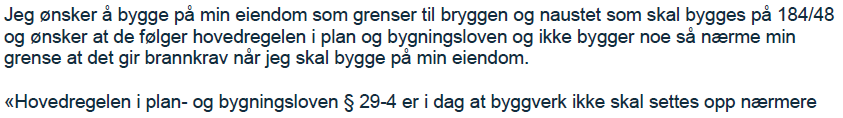 Jeg ønsker å bygge på min eiendom som grenser til bryggen og naustet som skal bygges på 184/48
og ønsker at de følger hovedregelen i plan og bygningsloven og ikke bygger noe så nærme min
grense at det gir brannkrav når jeg skal bygge på min eiendom.
«Hovedregelen i plan- og bygningsloven § 29-4 er i dag at byggverk ikke skal settes opp nærmere